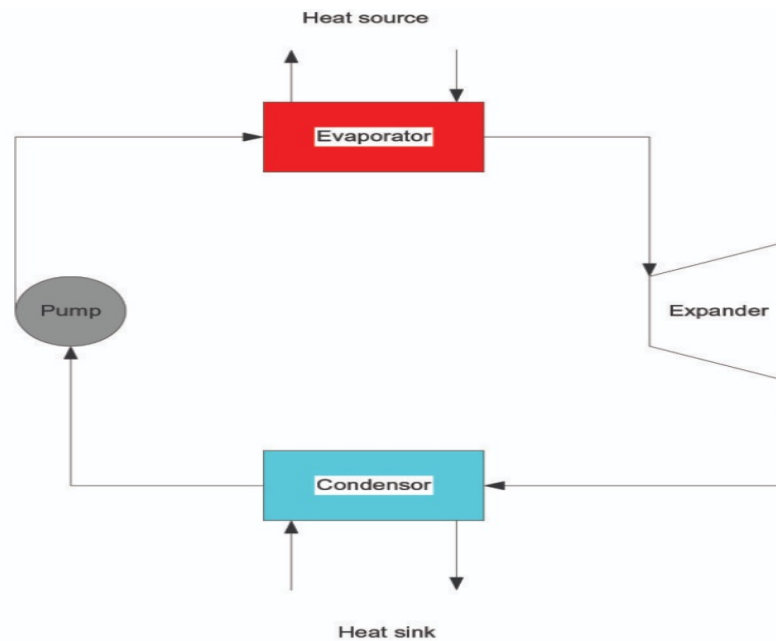 Heat source
Evaporator
Pump
Expander
Condensor
Heat sink